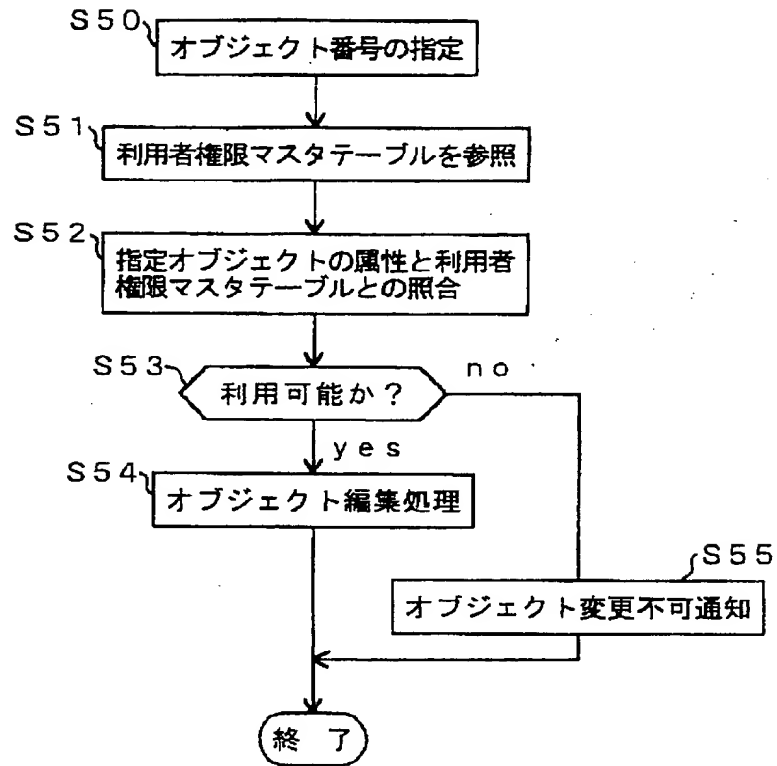 S50
オブジェクト番号の指定
S51
利用者権限マスタテーブルを参照
S52
指定オブジェクトの属性と利用者
権限マスタテーブルとの照合
S53
利用可能か？
no
yes
S54
オブジェクト編集処理
S55
オブジェクト変更不可通知
終 了